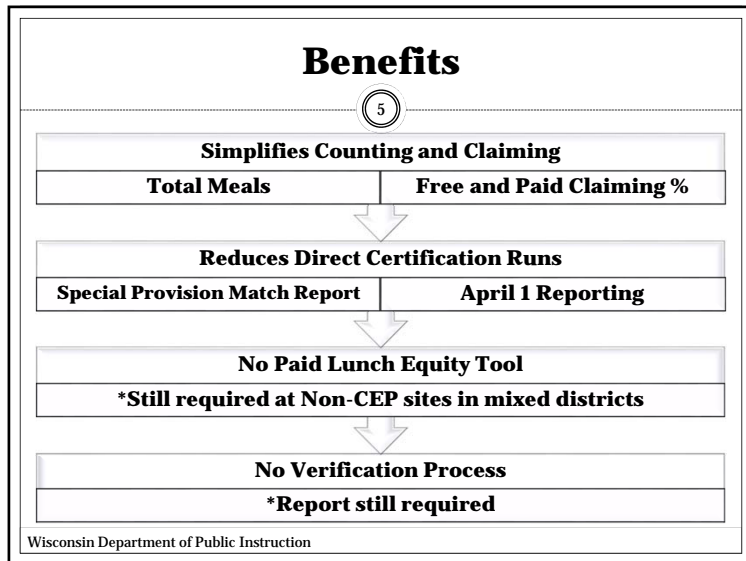 Benefits
5
Simplifies Counting and Claiming
Total Meals
Free and Paid Claiming %
Reduces Direct Certification Runs
Special Provision Match Report
April 1 Reporting
No Paid Lunch Equity Tool
*Still required at Non-CEP sites in mixed districts
No Verification Process
*Report still required
Wisconsin Department of Public Instruction